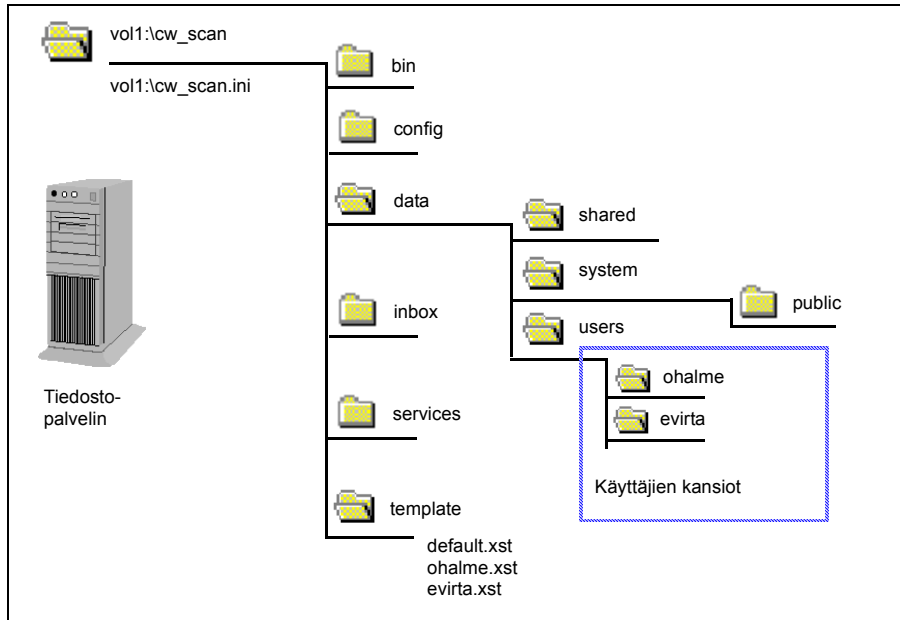 vol1:\cw_scan
vol1:\cw_scan.ini
bin
config
data
shared
system
public
inbox
users
ohalme
evirta
Käyttäjien kansiot
Tiedosto-
palvelin
services
template
default.xst
ohalme.xst
evirta.xst